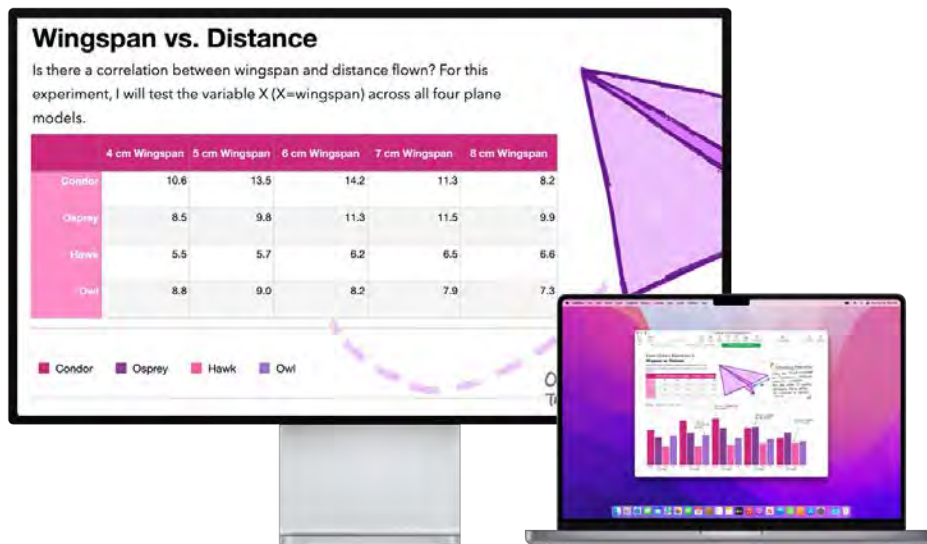 Wingspan vs. Distance
Is there a correlation between wingspan and distance flown? For this
experiment, I will test the variable X (X=wingspan) across all four plane
models.
4 cm Wingspan 5 cm Wingspan 6 cm Wingspan 7 cm Wingspan 8 cm Wingspan
Condor 10.6 13.5 14.2 11.3 8.2
Osprey 8.5 9.8 11.3 11.5 9.9
Hawk 5.5 5.7 6.2 6.5 6.6
Owl 8.8 9.0 8.2 7.9 7.3
Condor Osprey Hawk Owl
Wingspan vs. Distance